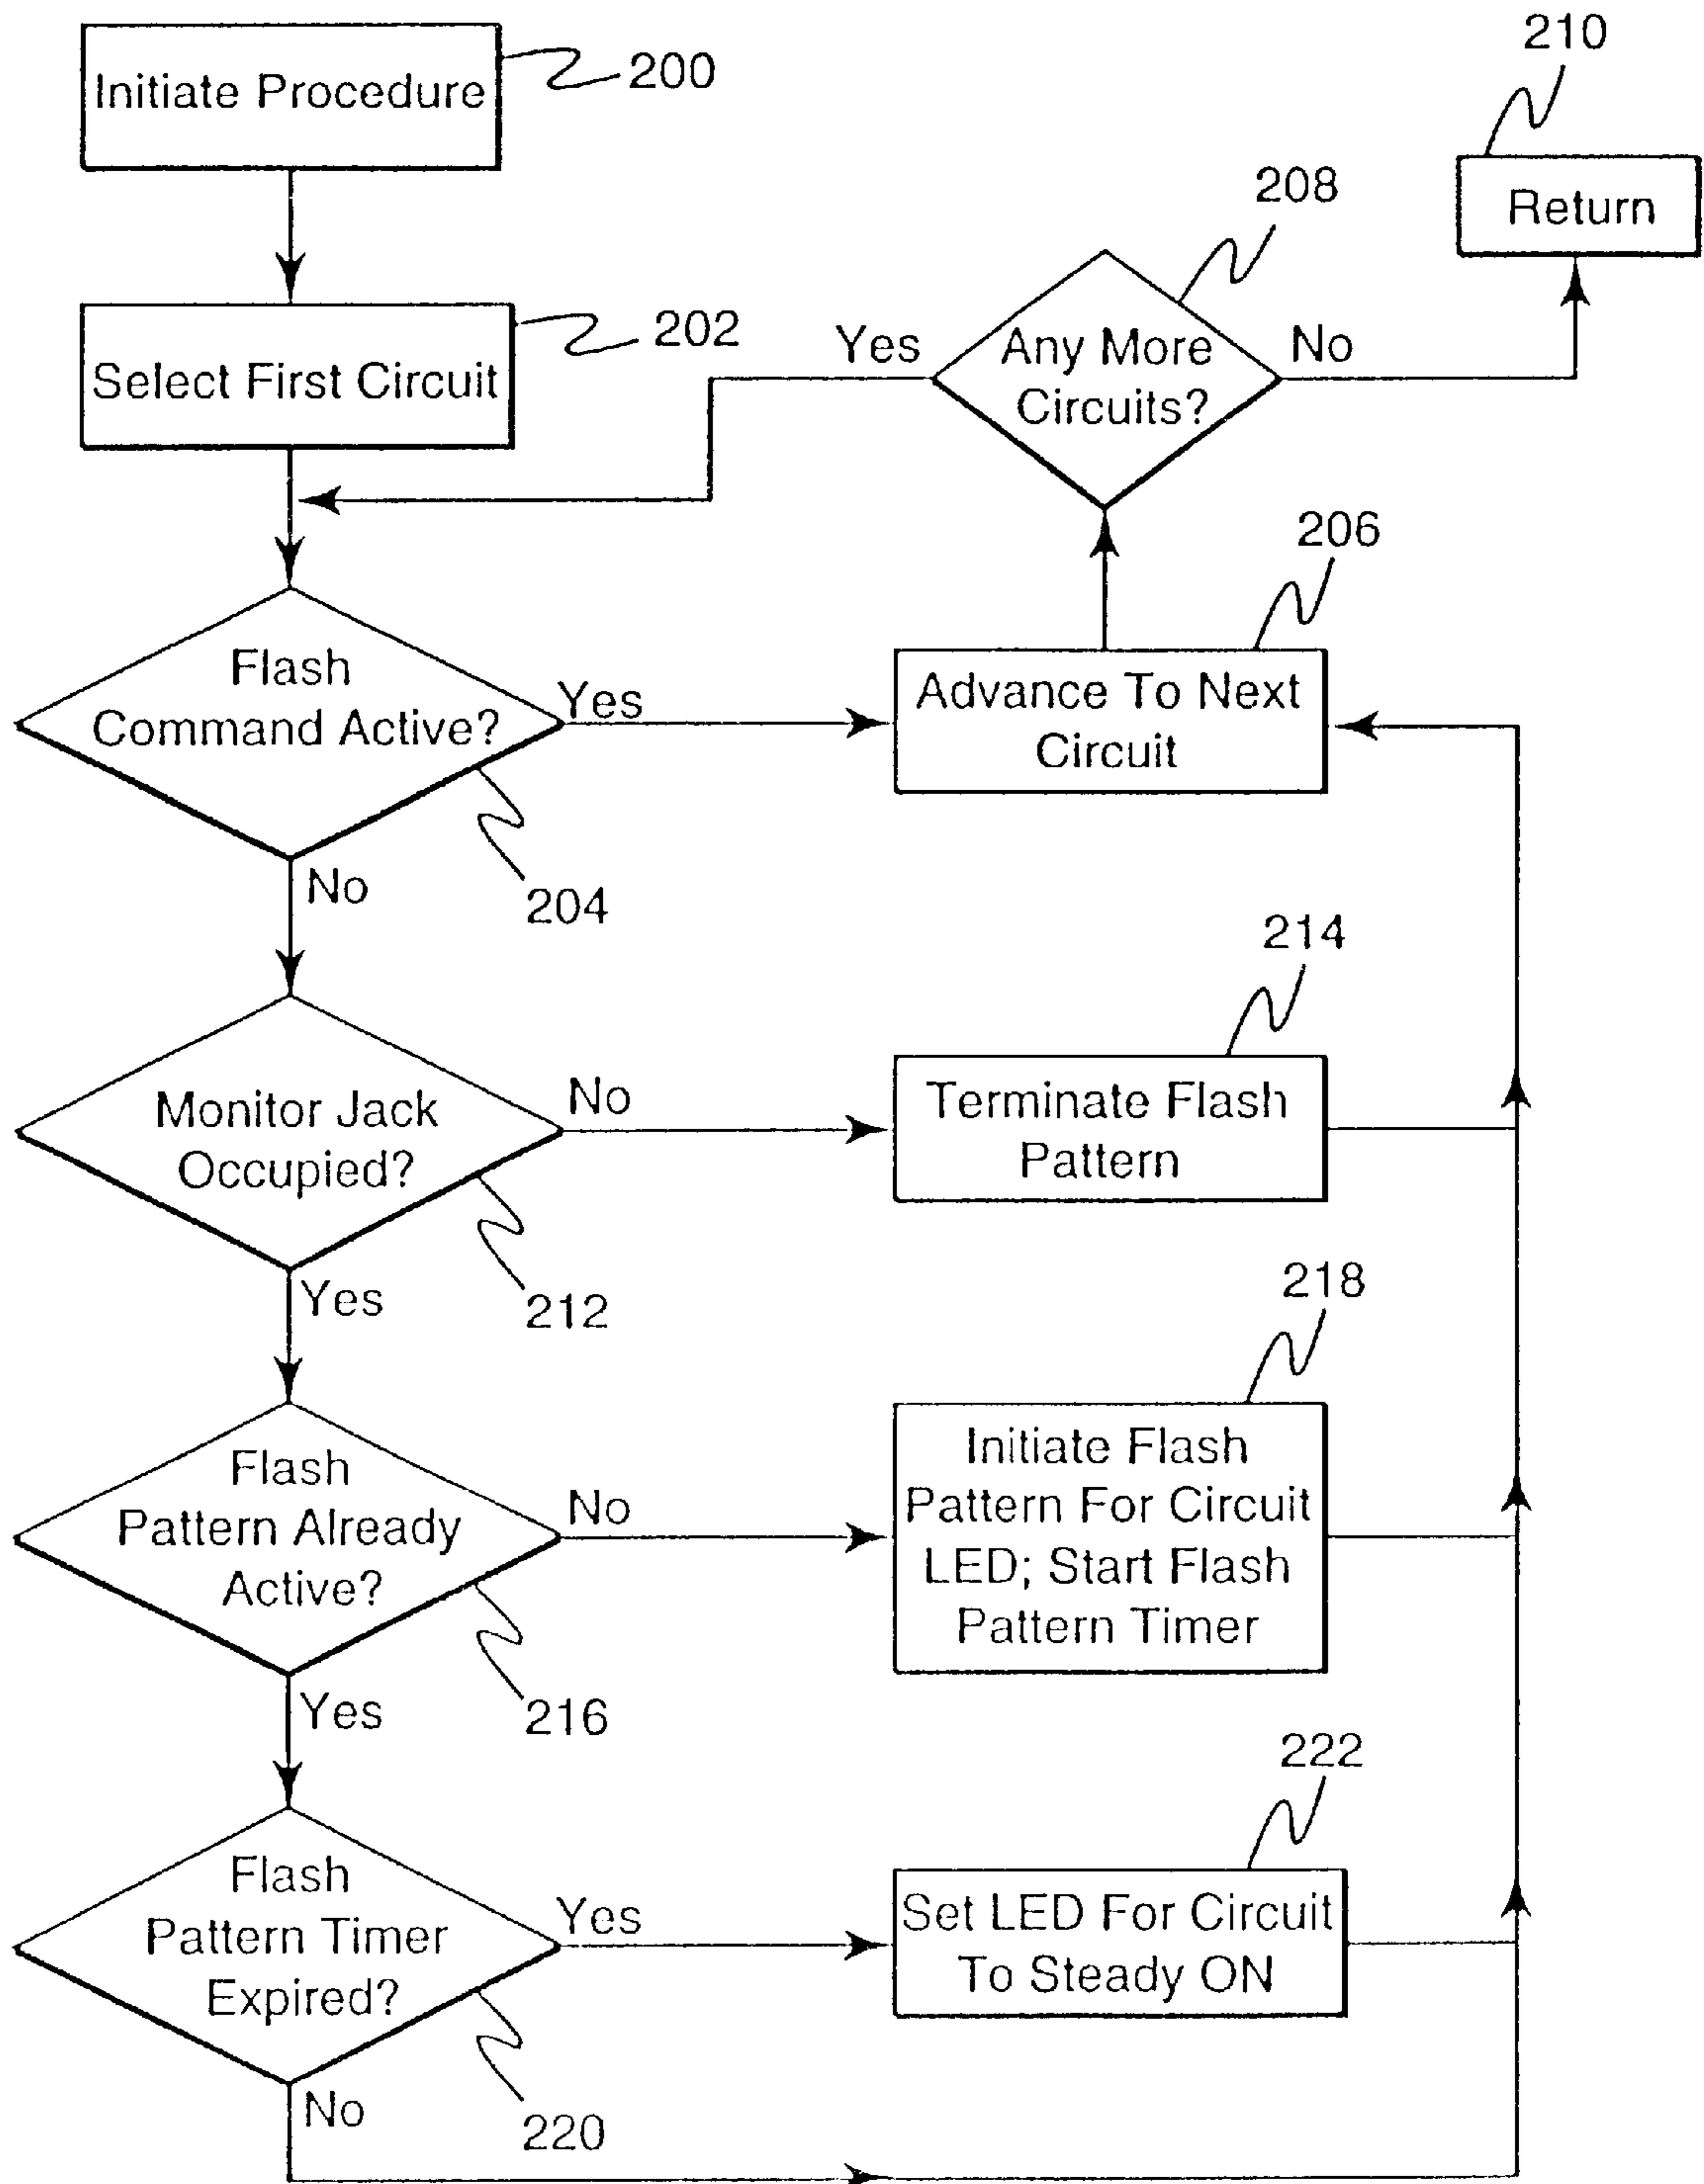 Initiate Procedure
200
Select First Circuit
202
Flash
Command Active?
Yes
No
204
Advance To Next
Circuit
206
Any More
Circuits?
Yes
No
208
Return
210
Monitor Jack
Occupied?
No
Yes
212
Terminate Flash
Pattern
214
Flash
Pattern Already
Active?
No
Yes
216
Initiate Flash
Pattern For Circuit
LED; Start Flash
Pattern Timer
218
Flash
Pattern Timer
Expired?
Yes
No
220
Set LED For Circuit
To Steady ON
222